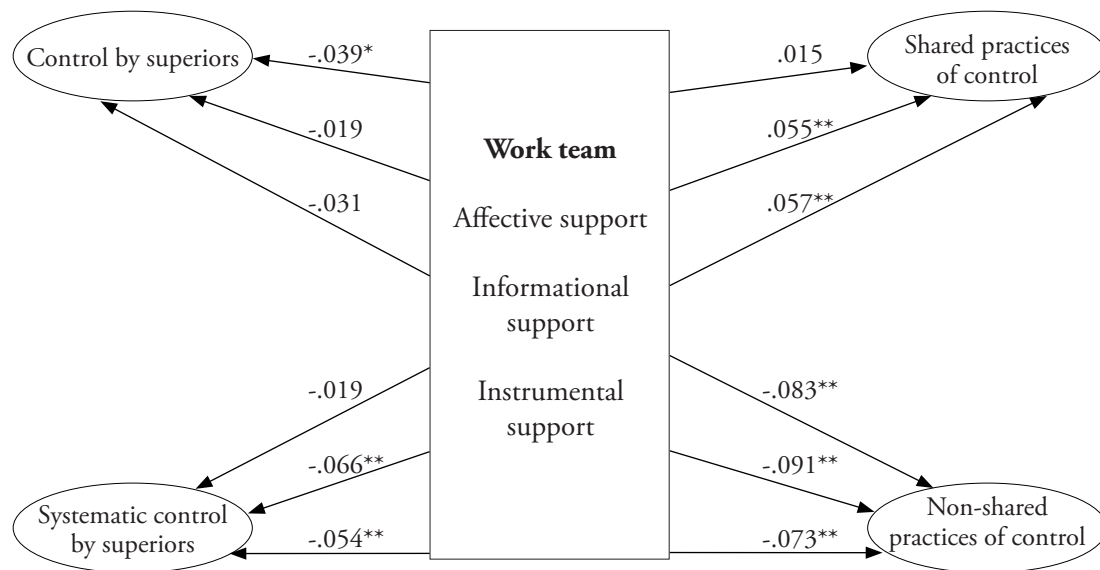 Control by superiors
-.039*
-.019
-.031
Work team
Affective support
Informational
support
Instrumental
support
.015
.055**
.057**
Shared practices
of control
-.019
-.066**
-.054**
Systematic control
by superiors
-.083**
-.091**
-.073**
Non-shared
practices of control